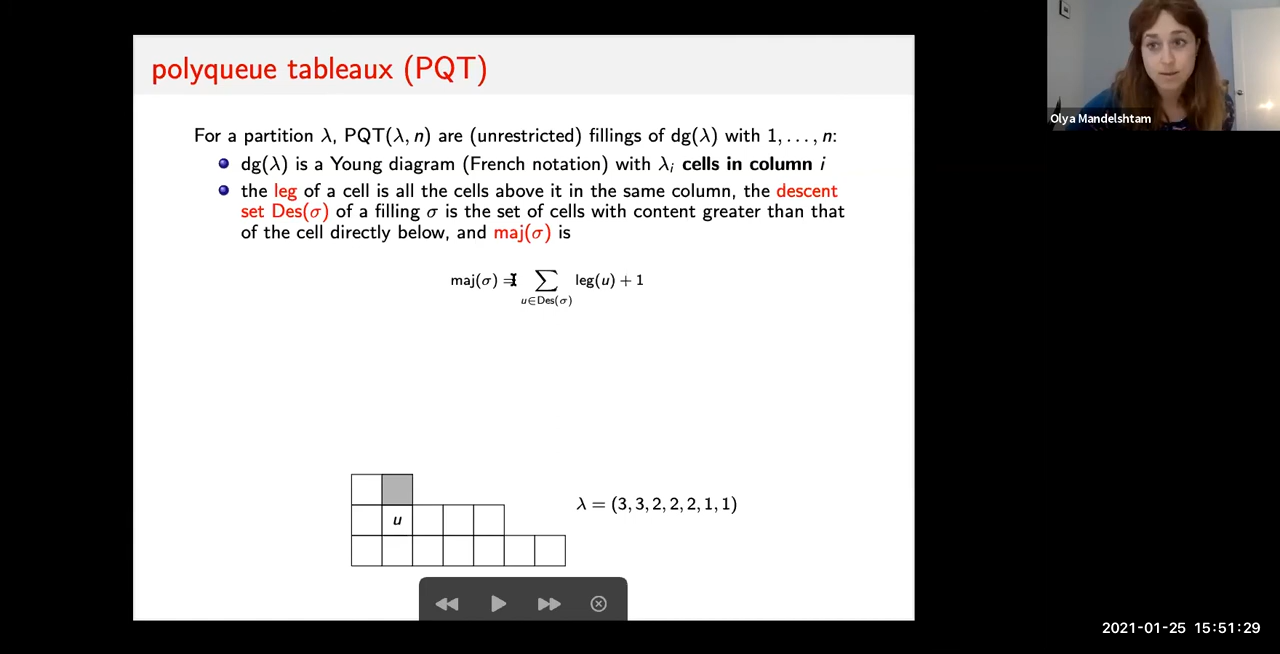 polyqueue tableaux (PQT)
Olya Mandelshtam
For a partition λ, PQT(λ, n) are (unrestricted) fillings of dg(λ) with 1, . . . , n:
dg(λ) is a Young diagram (French notation) with λᵢ cells in column i
the leg of a cell is all the cells above it in the same column, the descent
set Des(σ) of a filling σ is the set of cells with content greater than that
of the cell directly below, and maj(σ) is
maj(σ) = ∑ leg(u) + 1
u∈Des(σ)
λ = (3, 3, 2, 2, 2, 1, 1)
u
2021-01-25 15:51:29